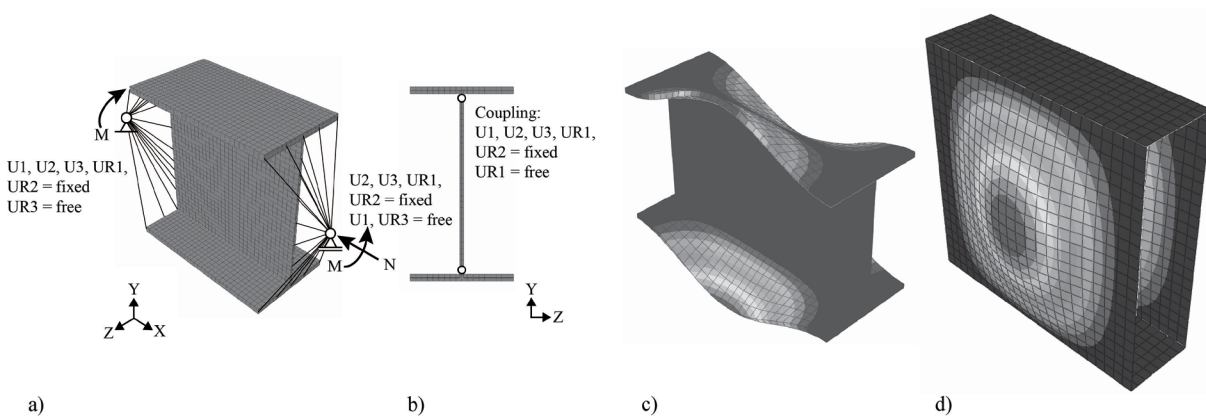 M
U1, U2, U3, UR1,
UR2 = fixed
UR3 = free
U2, U3, UR1,
UR2 = fixed
U1, UR3 = free
M
N
Y
Z
X
Coupling:
U1, U2, U3, UR1,
UR2 = fixed
UR1 = free
Y
Z
a)
b)
c)
d)